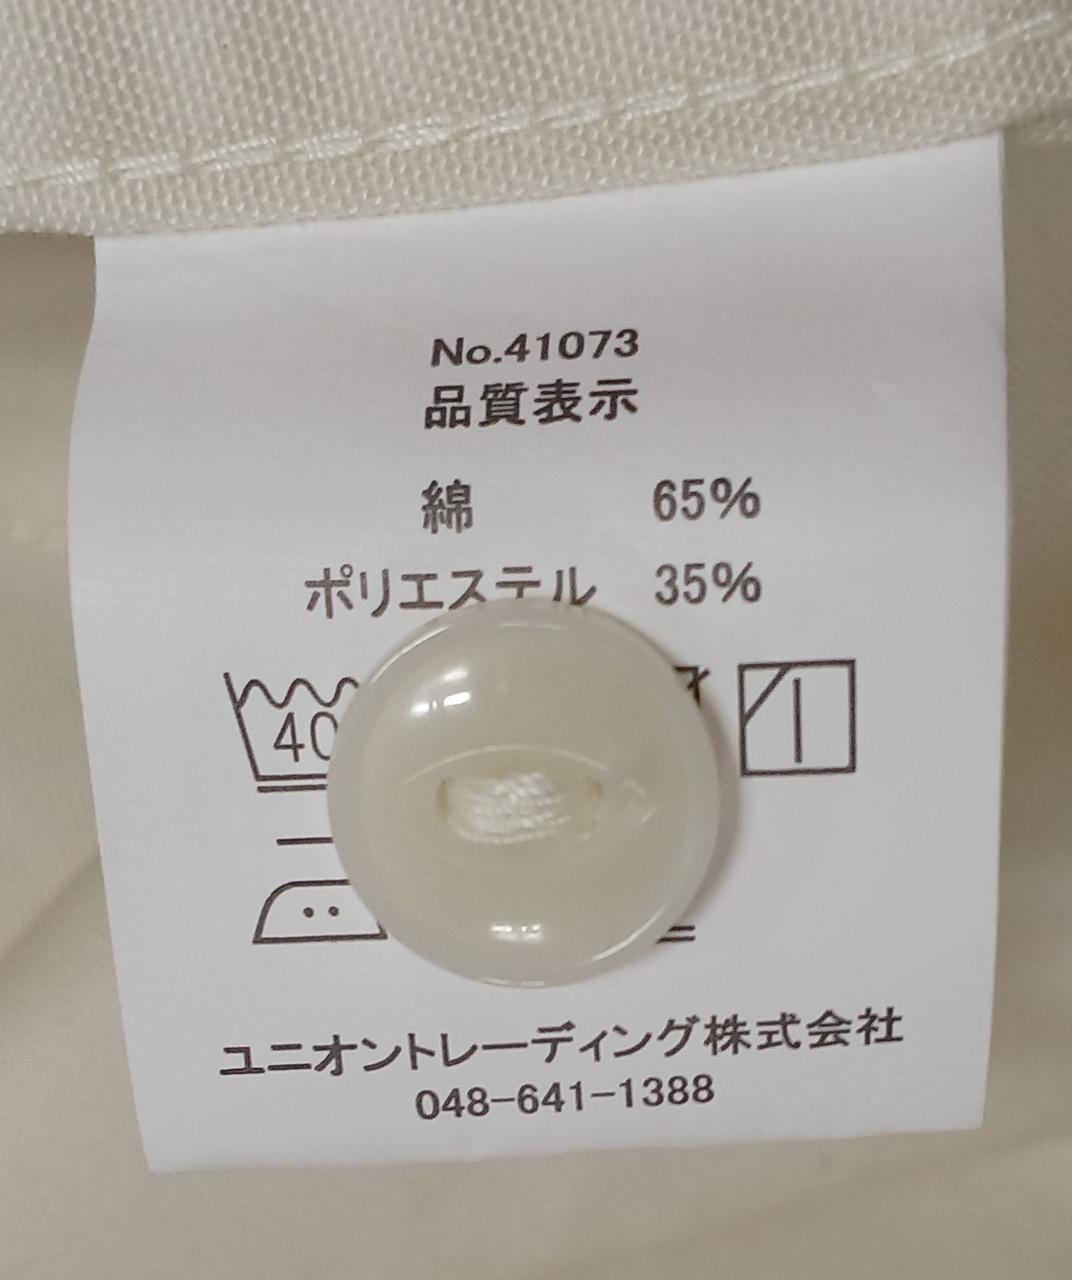 No.41073
品質表示
綿 65%
ポリエステル 35%
40
ユニオントレーディング株式会社
048-641-1388